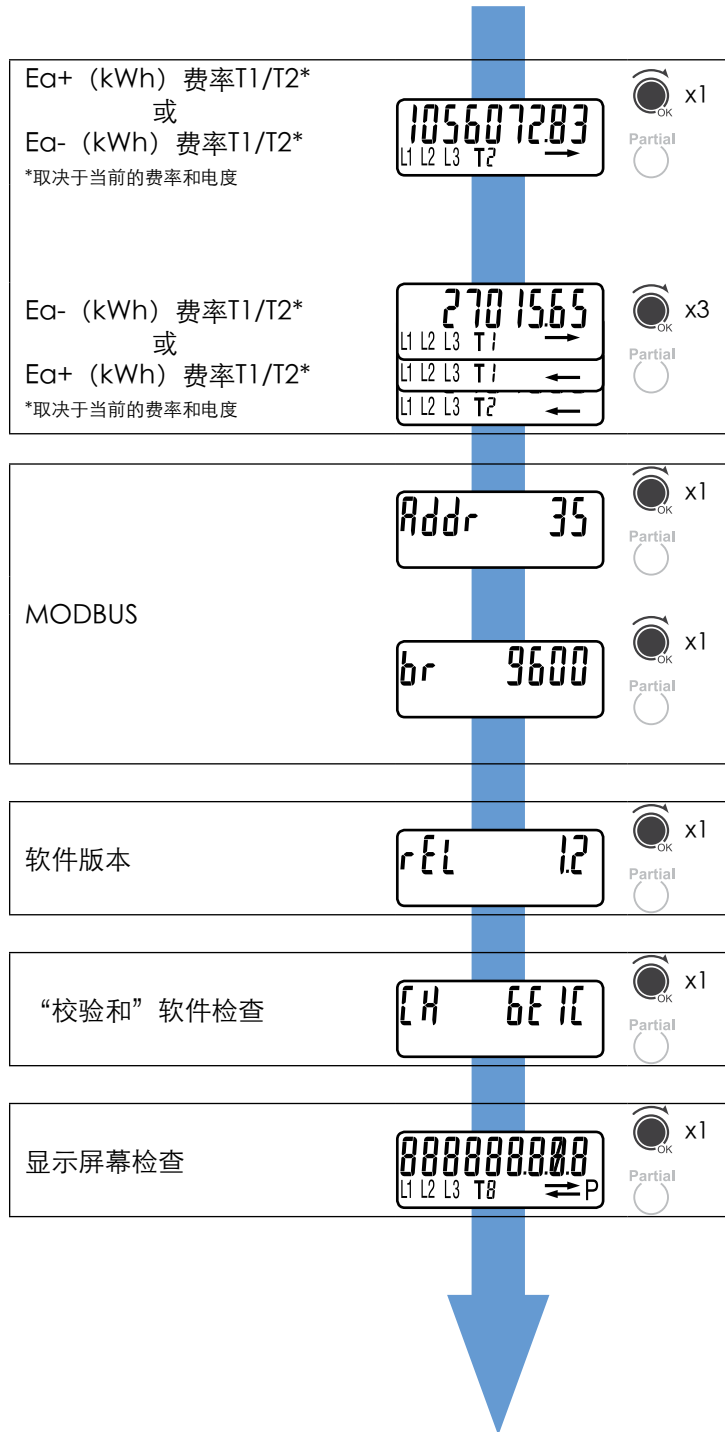 Ea+（kWh）费率T1/T2*
或
Ea-（kWh）费率T1/T2*
*取决于当前的费率和电度
105607283
L1 L2 L3 T2
OK x1
Partial
Ea-（kWh）费率T1/T2*
或
Ea+（kWh）费率T1/T2*
*取决于当前的费率和电度
2701565
L1 L2 L3 T1
L1 L2 L3 T1
L1 L2 L3 T2
OK x3
Partial
MODBUS
Addr 35
OK x1
Partial
br 9600
OK x1
Partial
软件版本
rEL 1.2
OK x1
Partial
“校验和”软件检查
CH 6E1C
OK x1
Partial
显示屏幕检查
888888.8.8.8
L1 L2 L3 T8 P
OK x1
Partial